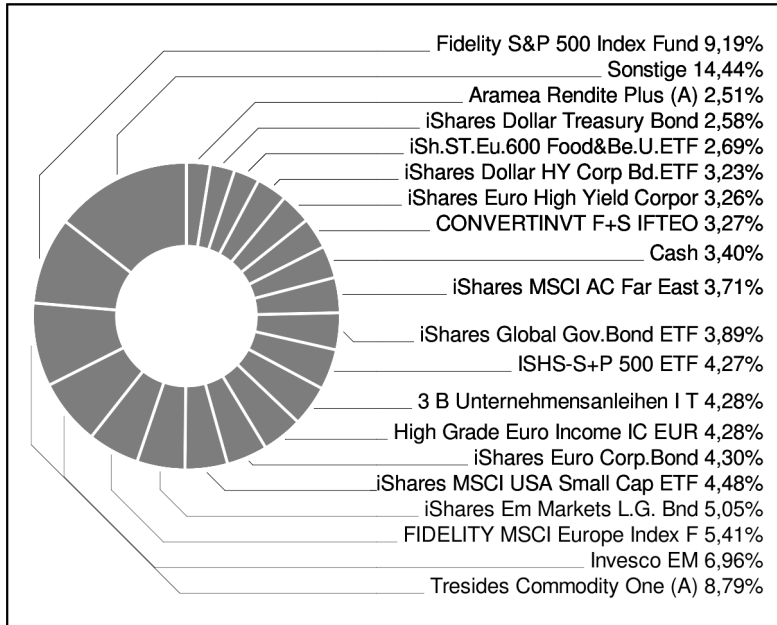 Fidelity S&P 500 Index Fund 9,19%
Sonstige 14,44%
Aramea Rendite Plus (A) 2,51%
iShares Dollar Treasury Bond 2,58%
iSh.ST.Eu.600 Food&Be.U.ETF 2,69%
iShares Dollar HY Corp Bd.ETF 3,23%
iShares Euro High Yield Corpor 3,26%
CONVERTINVT F+S IFTEO 3,27%
Cash 3,40%
iShares MSCI AC Far East 3,71%
iShares Global Gov.Bond ETF 3,89%
ISHS-S+P 500 ETF 4,27%
3 B Unternehmensanleihen I T 4,28%
High Grade Euro Income IC EUR 4,28%
iShares Euro Corp.Bond 4,30%
iShares MSCI USA Small Cap ETF 4,48%
iShares Em Markets L.G. Bnd 5,05%
FIDELITY MSCI Europe Index F 5,41%
Invesco EM 6,96%
Tresides Commodity One (A) 8,79%